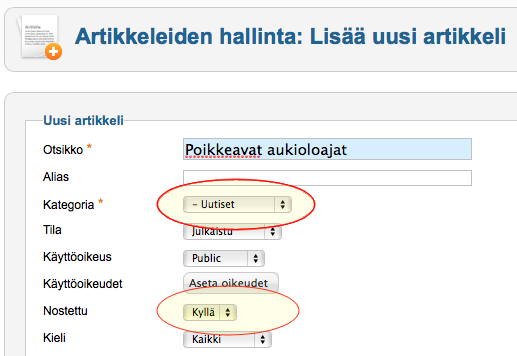 Artikkeleiden hallinta: Lisää uusi artikkeli
Uusi artikkeli
Otsikko * Poikkeavat aukioloajat
Alias
Kategoria * – Uutiset
Tila Julkaistu
Käyttöoikeus Public
Käyttöoikeudet Aseta oikeudet
Nostettu Kyllä
Kieli Kaikki